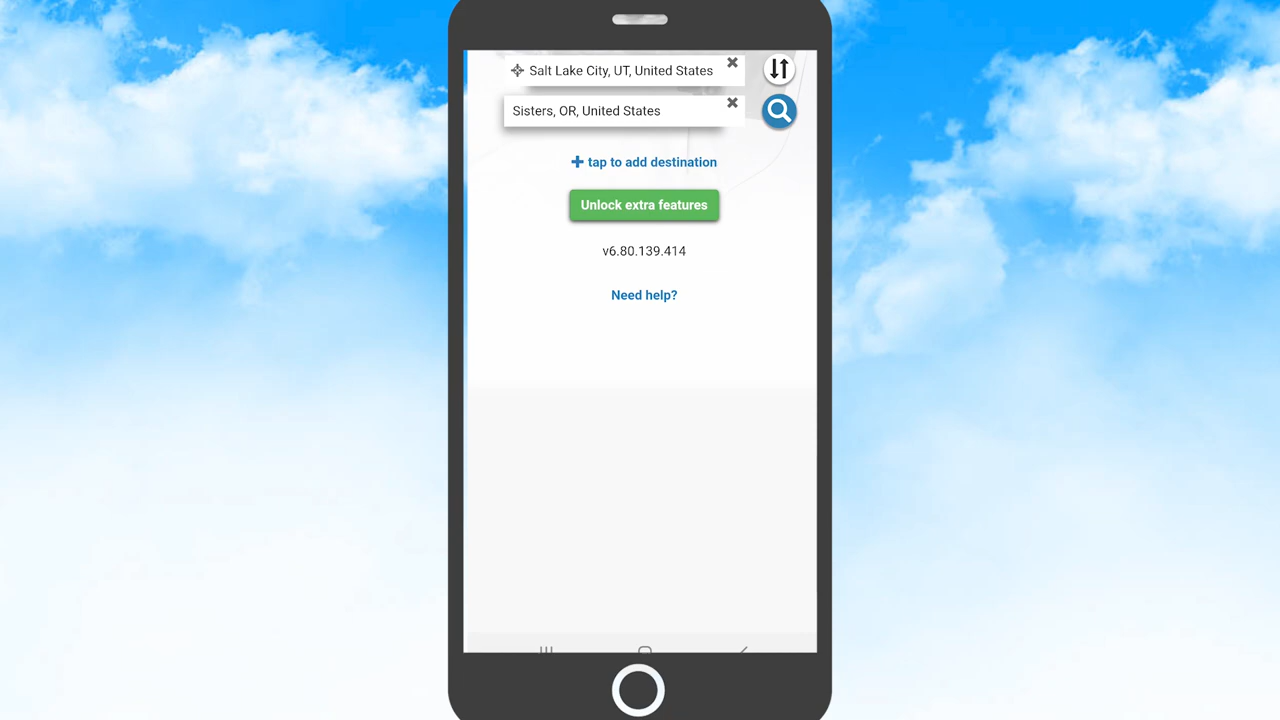 Salt Lake City, UT, United States
Sisters, OR, United States
tap to add destination
Unlock extra features
v6.80.139.414
Need help?